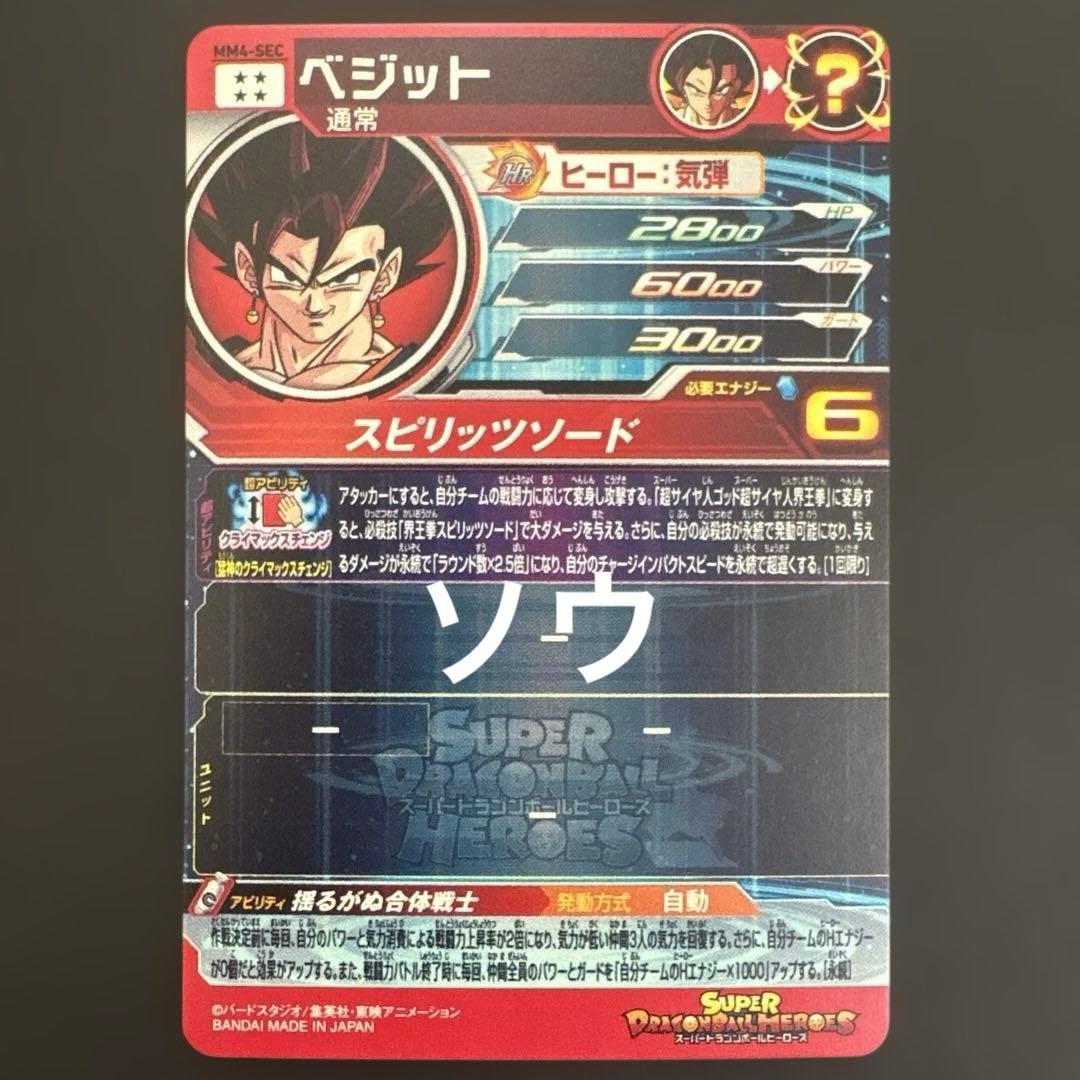 MM4-SEC
ベジット
通常
?
HR ヒーロー:気弾
HP
2800
パワー
6000
ガード
3000
必要エナジー 6
スピリッツソード
超アビリティ
超アビリティ
クライマックスチェンジ
アタッカーにすると、自分チームの戦闘力に応じて変身し攻撃する。「超サイヤ人ゴッド超サイヤ人界王拳」に変身す
ると、必殺技「界王拳スピリッツソード」で大ダメージを与える。さらに、自分の必殺技が永続で発動可能になり、与え
るダメージが永続で「ラウンド数×2.5倍」になり、自分のチャージインパクトスピードを永続で超遅くする。[1回限り]
ソウ
ユニット
SUPER
DRAGONBALL
スーパードラゴンボールヒーローズ
HEROES
アビリティ 揺るがぬ合体戦士 発動方式 自動
作戦決定前に毎回、自分のパワーと気力消費による戦闘力上昇率が2倍になり、気力が低い仲間3人の気力を回復する。さらに、自分チームのHエナジー
が0個だと効果がアップする。また、戦闘力バトル終了時に毎回、仲間全員のパワーとガードを「自分チームのHエナジー×1000」アップする。[永続]
©バードスタジオ/集英社・東映アニメーション
BANDAI MADE IN JAPAN
SUPER
DRAGONBALL HEROES
スーパードラゴンボールヒーローズ